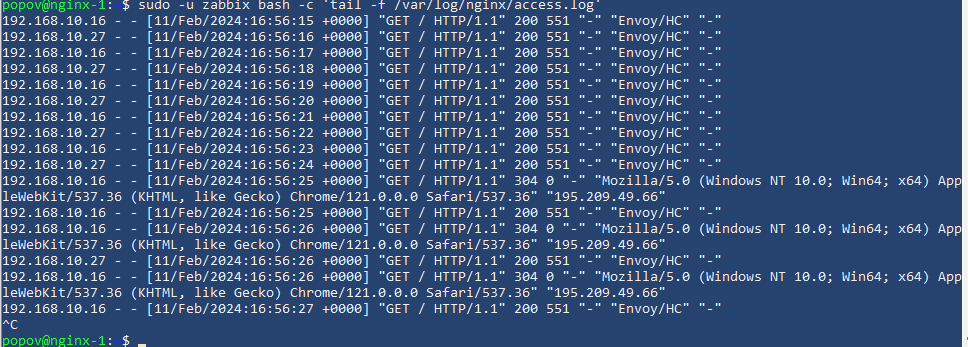 popov@nginx-1:~$ sudo -u zabbix bash -c 'tail -f /var/log/nginx/access.log'
192.168.10.16 - - [11/Feb/2024:16:56:15 +0000] "GET / HTTP/1.1" 200 551 "-" "Envoy/HC" "-"
192.168.10.27 - - [11/Feb/2024:16:56:16 +0000] "GET / HTTP/1.1" 200 551 "-" "Envoy/HC" "-"
192.168.10.16 - - [11/Feb/2024:16:56:17 +0000] "GET / HTTP/1.1" 200 551 "-" "Envoy/HC" "-"
192.168.10.27 - - [11/Feb/2024:16:56:18 +0000] "GET / HTTP/1.1" 200 551 "-" "Envoy/HC" "-"
192.168.10.16 - - [11/Feb/2024:16:56:19 +0000] "GET / HTTP/1.1" 200 551 "-" "Envoy/HC" "-"
192.168.10.27 - - [11/Feb/2024:16:56:20 +0000] "GET / HTTP/1.1" 200 551 "-" "Envoy/HC" "-"
192.168.10.16 - - [11/Feb/2024:16:56:21 +0000] "GET / HTTP/1.1" 200 551 "-" "Envoy/HC" "-"
192.168.10.27 - - [11/Feb/2024:16:56:22 +0000] "GET / HTTP/1.1" 200 551 "-" "Envoy/HC" "-"
192.168.10.16 - - [11/Feb/2024:16:56:23 +0000] "GET / HTTP/1.1" 200 551 "-" "Envoy/HC" "-"
192.168.10.27 - - [11/Feb/2024:16:56:24 +0000] "GET / HTTP/1.1" 200 551 "-" "Envoy/HC" "-"
192.168.10.16 - - [11/Feb/2024:16:56:25 +0000] "GET / HTTP/1.1" 304 0 "-" "Mozilla/5.0 (Windows NT 10.0; Win64; x64) App
leWebKit/537.36 (KHTML, like Gecko) Chrome/121.0.0.0 Safari/537.36" "195.209.49.66"
192.168.10.16 - - [11/Feb/2024:16:56:25 +0000] "GET / HTTP/1.1" 200 551 "-" "Envoy/HC" "-"
192.168.10.16 - - [11/Feb/2024:16:56:26 +0000] "GET / HTTP/1.1" 304 0 "-" "Mozilla/5.0 (Windows NT 10.0; Win64; x64) App
leWebKit/537.36 (KHTML, like Gecko) Chrome/121.0.0.0 Safari/537.36" "195.209.49.66"
192.168.10.27 - - [11/Feb/2024:16:56:26 +0000] "GET / HTTP/1.1" 200 551 "-" "Envoy/HC" "-"
192.168.10.16 - - [11/Feb/2024:16:56:26 +0000] "GET / HTTP/1.1" 304 0 "-" "Mozilla/5.0 (Windows NT 10.0; Win64; x64) App
leWebKit/537.36 (KHTML, like Gecko) Chrome/121.0.0.0 Safari/537.36" "195.209.49.66"
192.168.10.16 - - [11/Feb/2024:16:56:27 +0000] "GET / HTTP/1.1" 200 551 "-" "Envoy/HC" "-"
^C
popov@nginx-1:~$